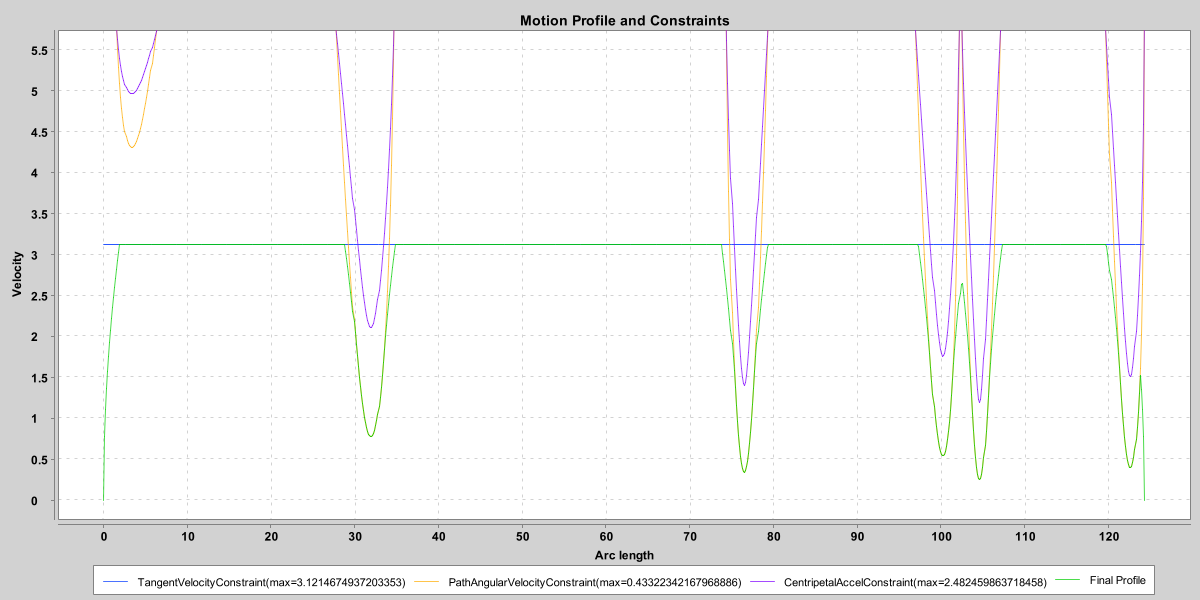 Motion Profile and Constraints
5.5
5
4.5
4
3.5
3
2.5
2
1.5
1
0.5
0
Velocity
0 10 20 30 40 50 60 70 80 90 100 110 120
Arc length
TangentVelocityConstraint(max=3.1214674937203353) PathAngularVelocityConstraint(max=0.43322342167968886) CentripetalAccelConstraint(max=2.482459863718458) Final Profile